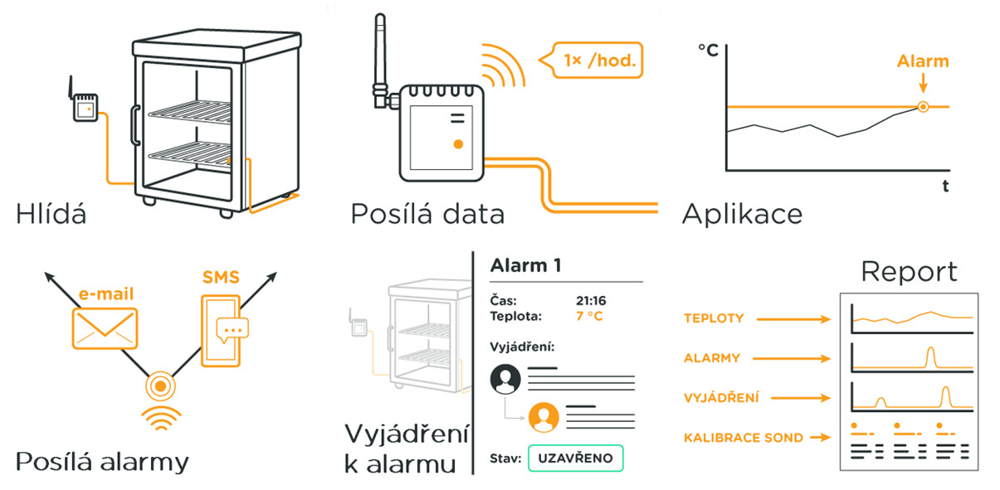 Hlídá
1× /hod.
Posílá data
°C
Alarm
t
Aplikace
e-mail
SMS
Posílá alarmy
Alarm 1
Čas: 21:16
Teplota: 7 °C
Vyjádření:
Vyjádření
k alarmu
Stav: UZAVŘENO
Report
TEPLOTY
ALARMY
VYJÁDŘENÍ
KALIBRACE SOND